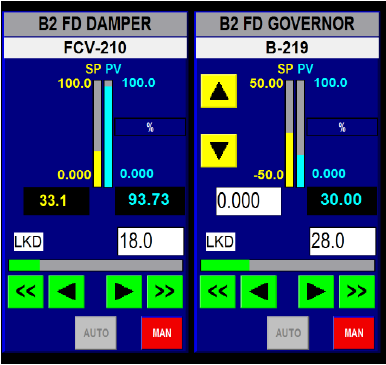 B2 FD DAMPER
FCV-210
SP PV
100.0 100.0
%
0.000 0.000
33.1 93.73
LKD 18.0
<< >>
AUTO MAN
B2 FD GOVERNOR
B-219
SP PV
50.00 100.0
%
-50.0 0.000
0.000 30.00
LKD 28.0
<< >>
AUTO MAN